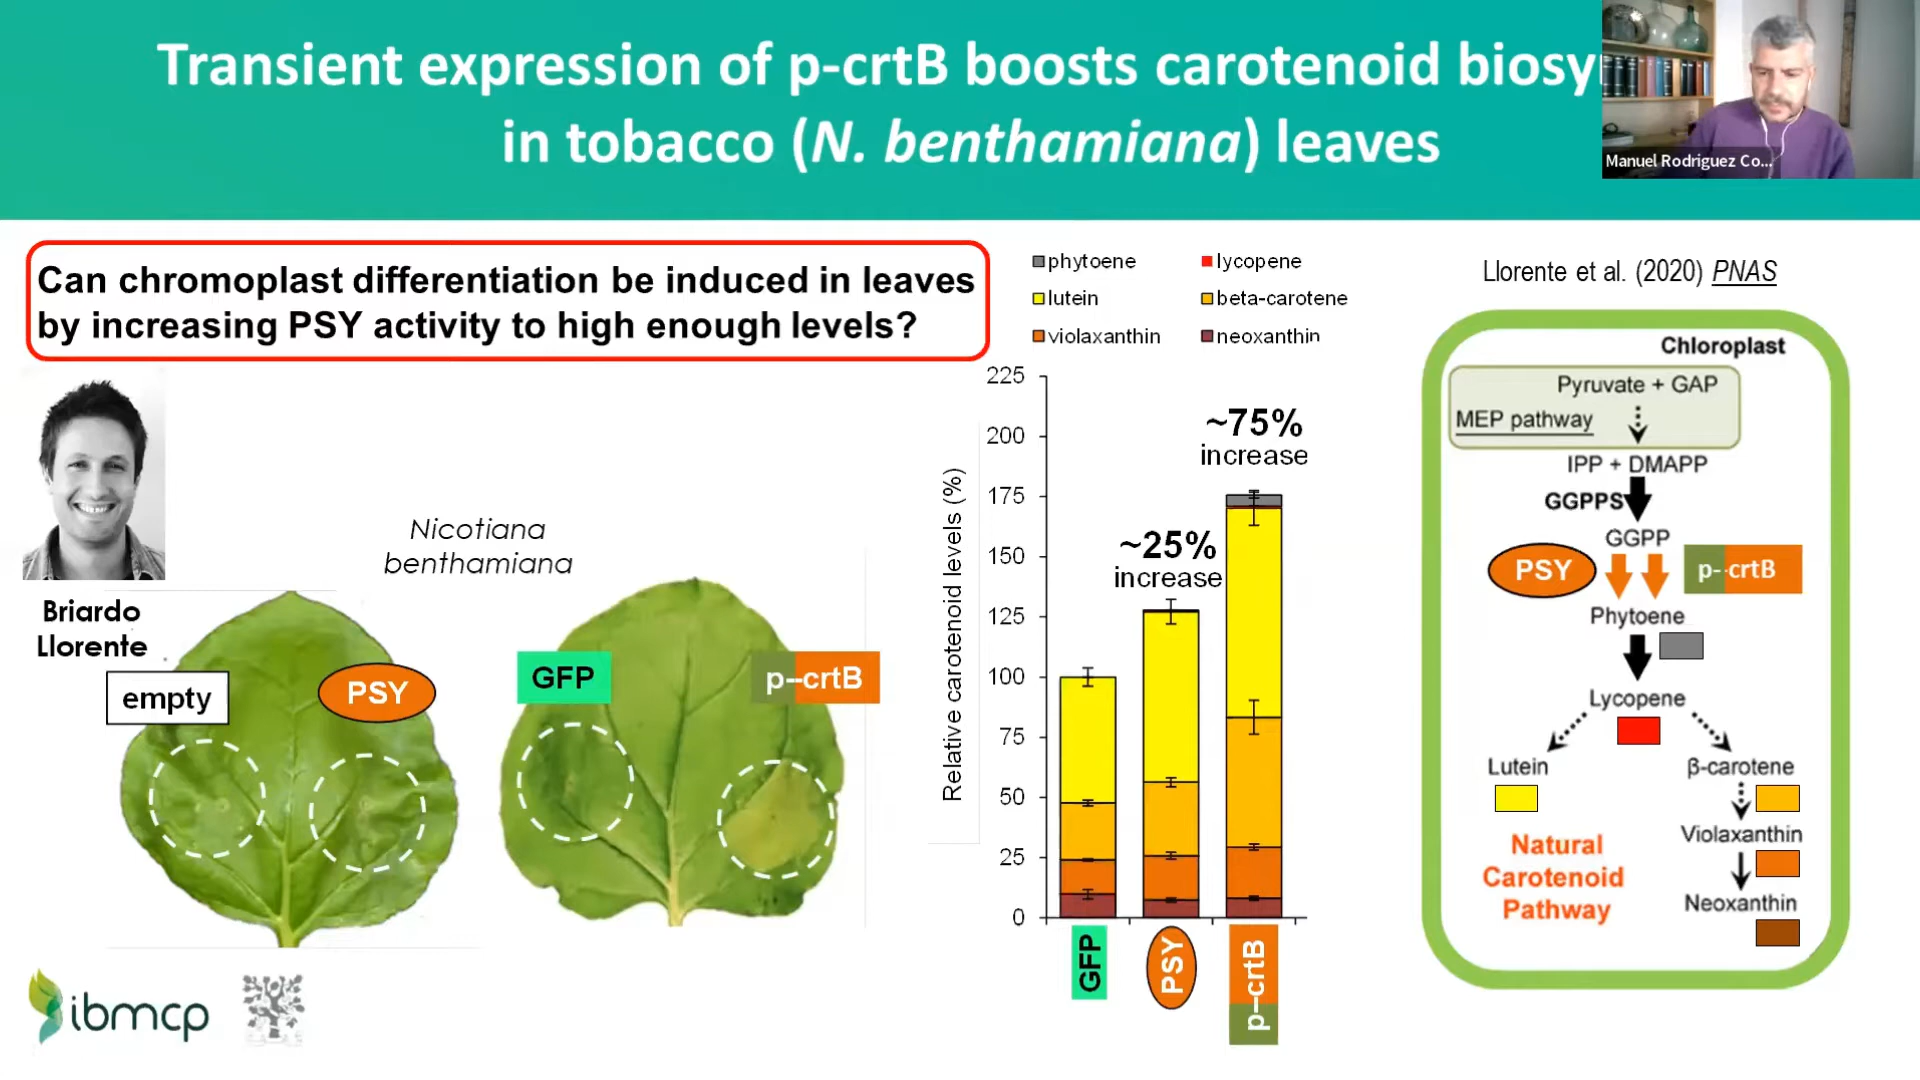 Transient expression of p-crtB boosts carotenoid biosy
in tobacco (N. benthamiana) leaves
Manuel Rodriguez Co...
Can chromoplast differentiation be induced in leaves
by increasing PSY activity to high enough levels?
Briardo
Llorente
Nicotiana
benthamiana
empty
PSY
GFP
p--crtB
phytoene
lycopene
lutein
beta-carotene
violaxanthin
neoxanthin
Relative carotenoid levels (%)
225
200
175
150
125
100
75
50
25
0
~25%
increase
~75%
increase
GFP
PSY
p--crtB
Llorente et al. (2020) PNAS
Chloroplast
Pyruvate + GAP
MEP pathway
IPP + DMAPP
GGPPS
GGPP
PSY
p--crtB
Phytoene
Lycopene
Lutein
β-carotene
Violaxanthin
Neoxanthin
Natural
Carotenoid
Pathway
ibmcp